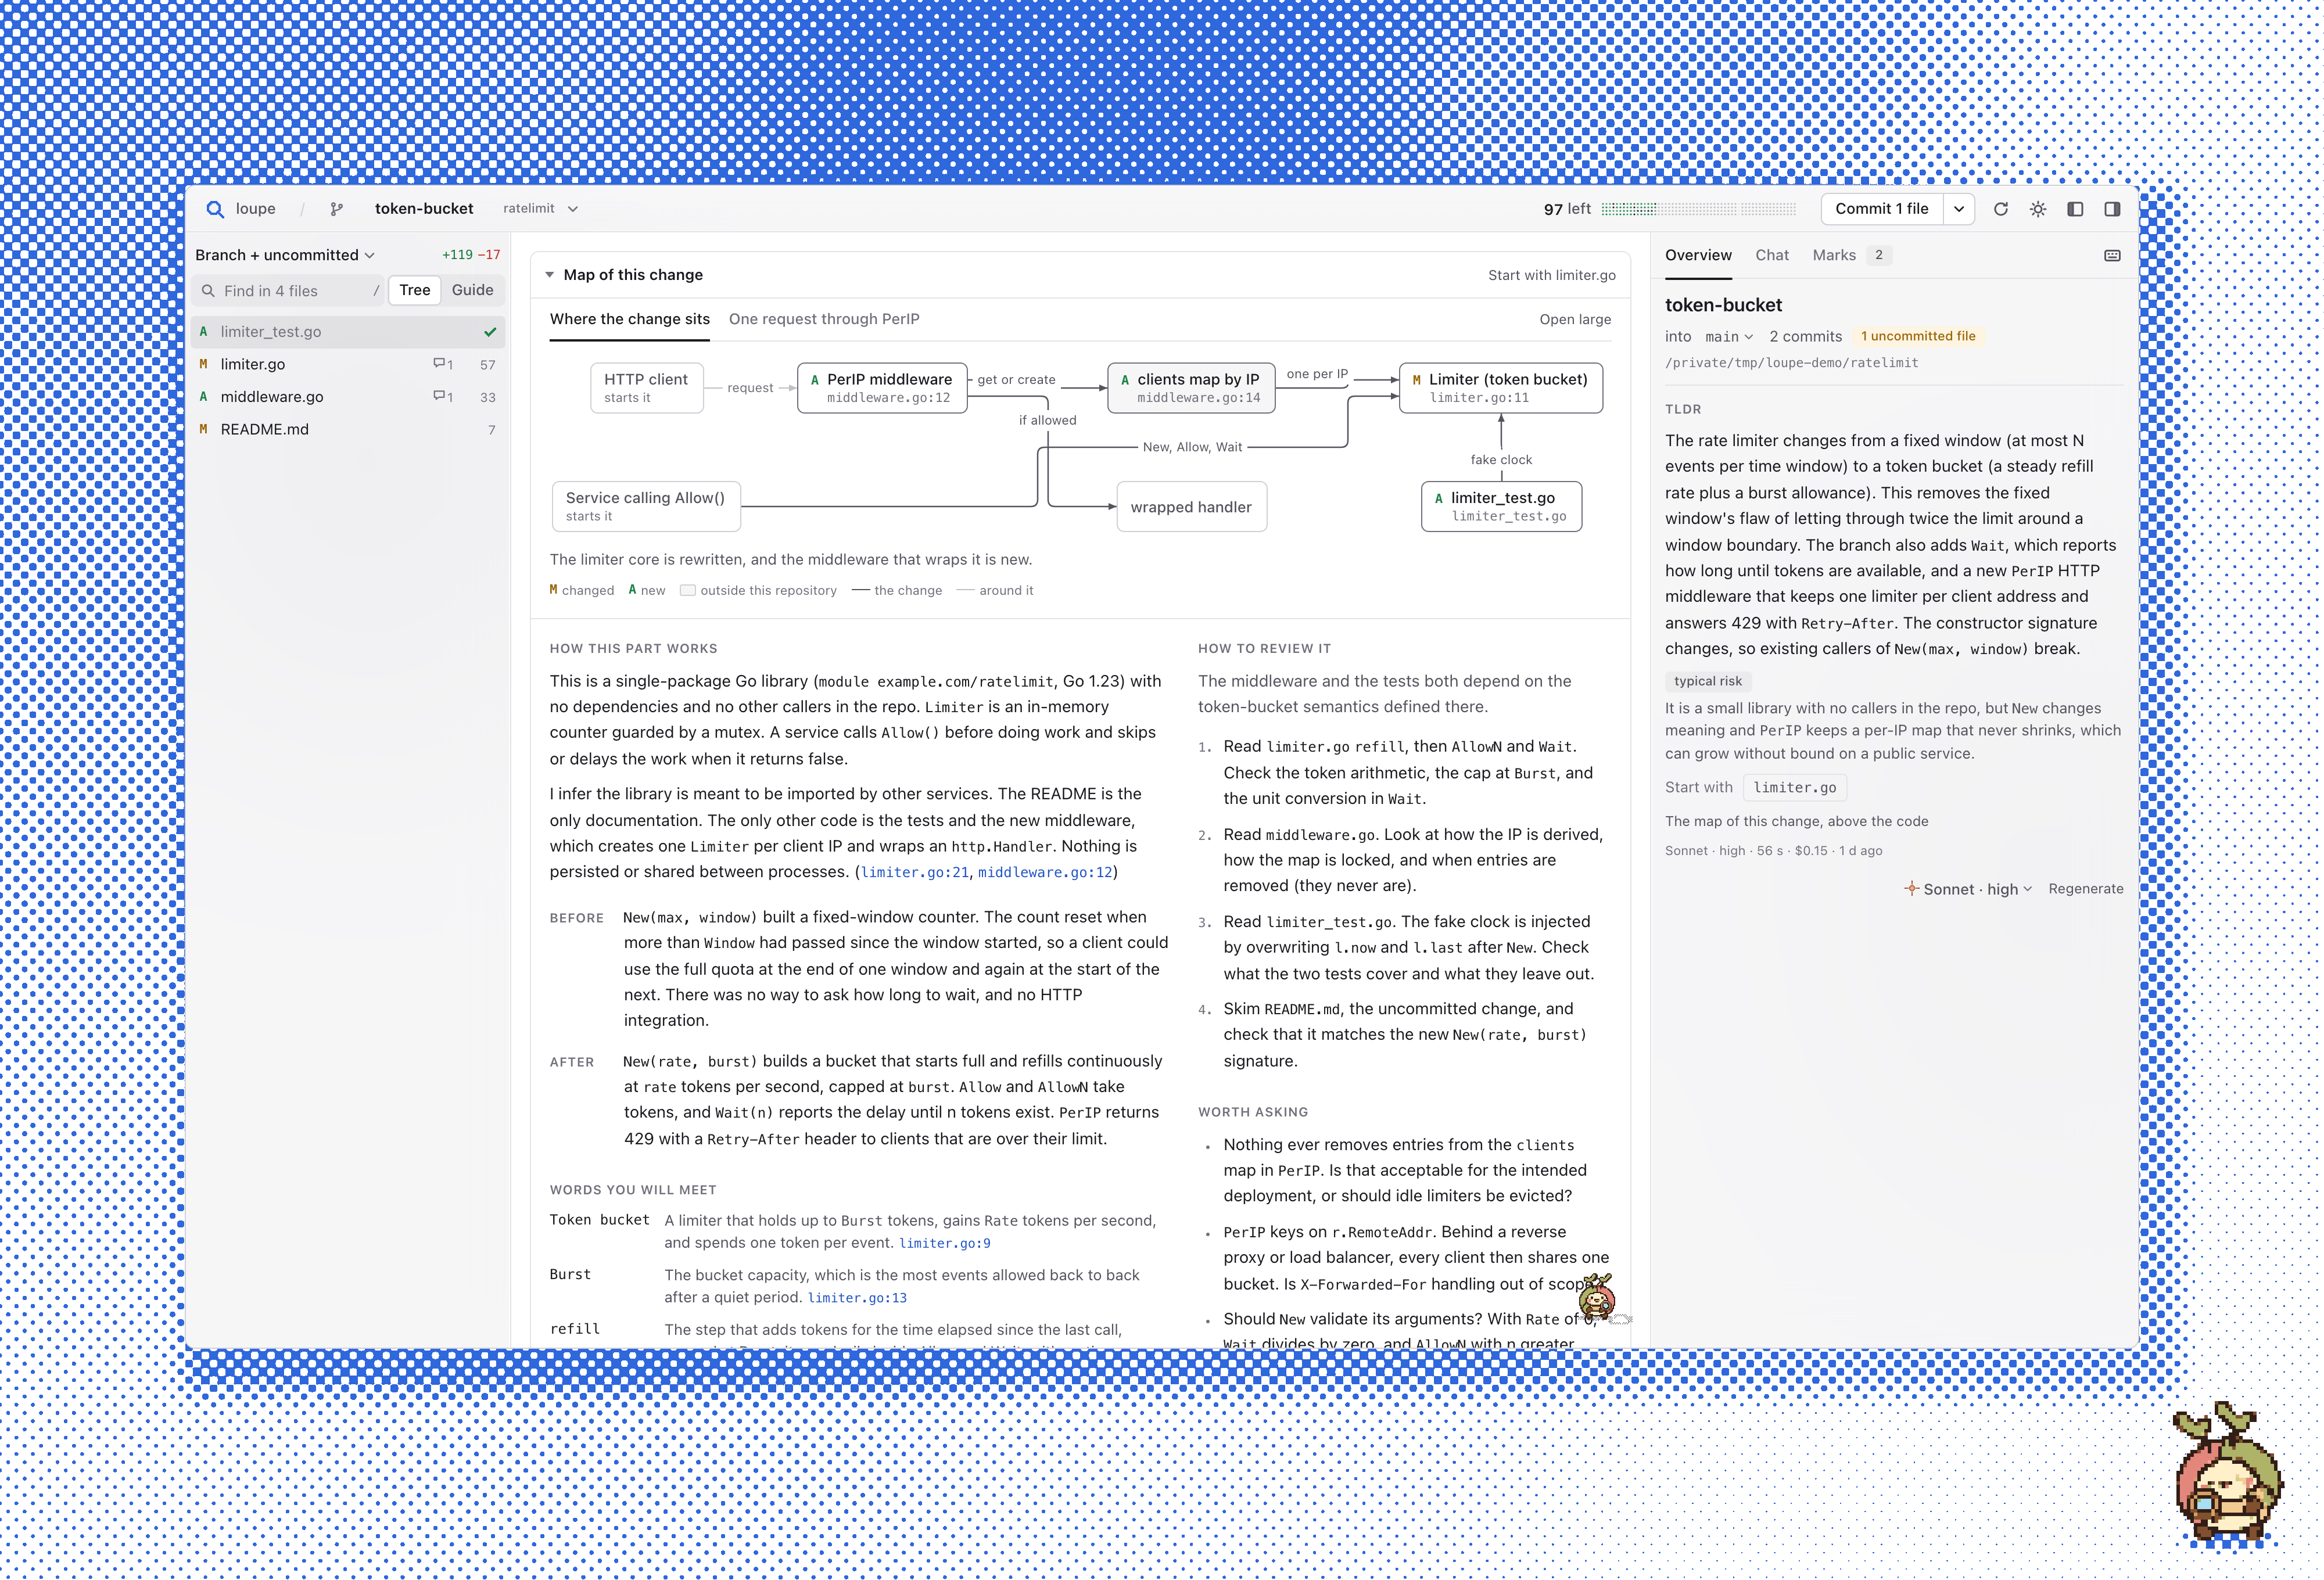 loupe / token-bucket ratelimit
97 left
Commit 1 file
Branch + uncommitted +119 −17
Find in 4 files / Tree Guide
A limiter_test.go
M limiter.go 1 57
A middleware.go 1 33
M README.md 7
Map of this change
Start with limiter.go
Where the change sits One request through PerIP Open large
HTTP client
starts it
request
A PerIP middleware
middleware.go:12
get or create
A clients map by IP
middleware.go:14
one per IP
M Limiter (token bucket)
limiter.go:11
if allowed
New, Allow, Wait
fake clock
Service calling Allow()
starts it
wrapped handler
A limiter_test.go
limiter_test.go
The limiter core is rewritten, and the middleware that wraps it is new.
M changed A new outside this repository the change around it
HOW THIS PART WORKS
This is a single-package Go library (module example.com/ratelimit, Go 1.23) with
no dependencies and no other callers in the repo. Limiter is an in-memory
counter guarded by a mutex. A service calls Allow() before doing work and skips
or delays the work when it returns false.
I infer the library is meant to be imported by other services. The README is the
only documentation. The only other code is the tests and the new middleware,
which creates one Limiter per client IP and wraps an http.Handler. Nothing is
persisted or shared between processes. (limiter.go:21, middleware.go:12)
BEFORE New(max, window) built a fixed-window counter. The count reset when
more than Window had passed since the window started, so a client could
use the full quota at the end of one window and again at the start of the
next. There was no way to ask how long to wait, and no HTTP
integration.
AFTER New(rate, burst) builds a bucket that starts full and refills continuously
at rate tokens per second, capped at burst. Allow and AllowN take
tokens, and Wait(n) reports the delay until n tokens exist. PerIP returns
429 with a Retry-After header to clients that are over their limit.
WORDS YOU WILL MEET
Token bucket A limiter that holds up to Burst tokens, gains Rate tokens per second,
and spends one token per event. limiter.go:9
Burst The bucket capacity, which is the most events allowed back to back
after a quiet period. limiter.go:13
refill The step that adds tokens for the time elapsed since the last call,
HOW TO REVIEW IT
The middleware and the tests both depend on the
token-bucket semantics defined there.
1. Read limiter.go refill, then AllowN and Wait.
Check the token arithmetic, the cap at Burst, and
the unit conversion in Wait.
2. Read middleware.go. Look at how the IP is derived,
how the map is locked, and when entries are
removed (they never are).
3. Read limiter_test.go. The fake clock is injected
by overwriting l.now and l.last after New. Check
what the two tests cover and what they leave out.
4. Skim README.md, the uncommitted change, and
check that it matches the new New(rate, burst)
signature.
WORTH ASKING
• Nothing ever removes entries from the clients
map in PerIP. Is that acceptable for the intended
deployment, or should idle limiters be evicted?
• PerIP keys on r.RemoteAddr. Behind a reverse
proxy or load balancer, every client then shares one
bucket. Is X-Forwarded-For handling out of scope
• Should New validate its arguments? With Rate of 0,
Wait divides by zero, and AllowN with n greater
Overview Chat Marks 2
token-bucket
into main 2 commits 1 uncommitted file
/private/tmp/loupe-demo/ratelimit
TLDR
The rate limiter changes from a fixed window (at most N
events per time window) to a token bucket (a steady refill
rate plus a burst allowance). This removes the fixed
window's flaw of letting through twice the limit around a
window boundary. The branch also adds Wait, which reports
how long until tokens are available, and a new PerIP HTTP
middleware that keeps one limiter per client address and
answers 429 with Retry-After. The constructor signature
changes, so existing callers of New(max, window) break.
typical risk
It is a small library with no callers in the repo, but New changes
meaning and PerIP keeps a per-IP map that never shrinks, which
can grow without bound on a public service.
Start with limiter.go
The map of this change, above the code
Sonnet · high · 56 s · $0.15 · 1 d ago
Sonnet · high Regenerate